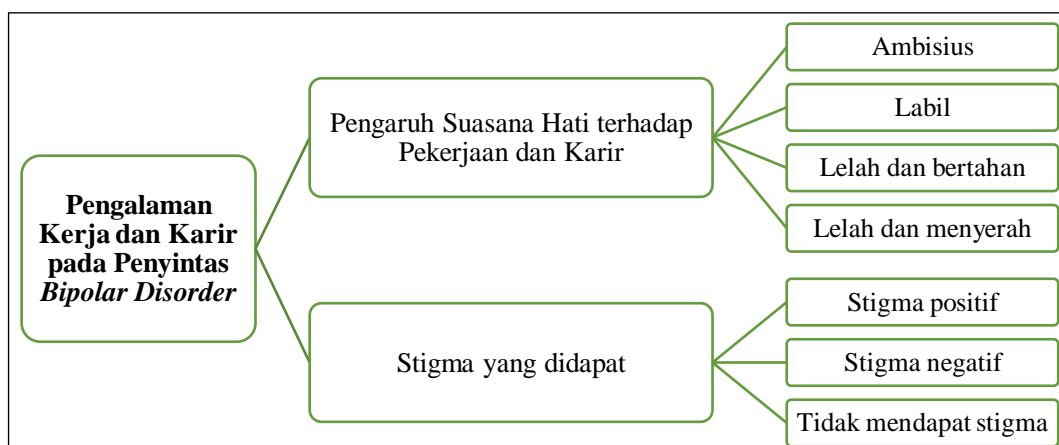 Pengalaman
Kerja dan Karir
pada Penyintas
Bipolar Disorder
Pengaruh Suasana Hati terhadap
Pekerjaan dan Karir
Ambisius
Labil
Lelah dan bertahan
Lelah dan menyerah
Stigma yang didapat
Stigma positif
Stigma negatif
Tidak mendapat stigma